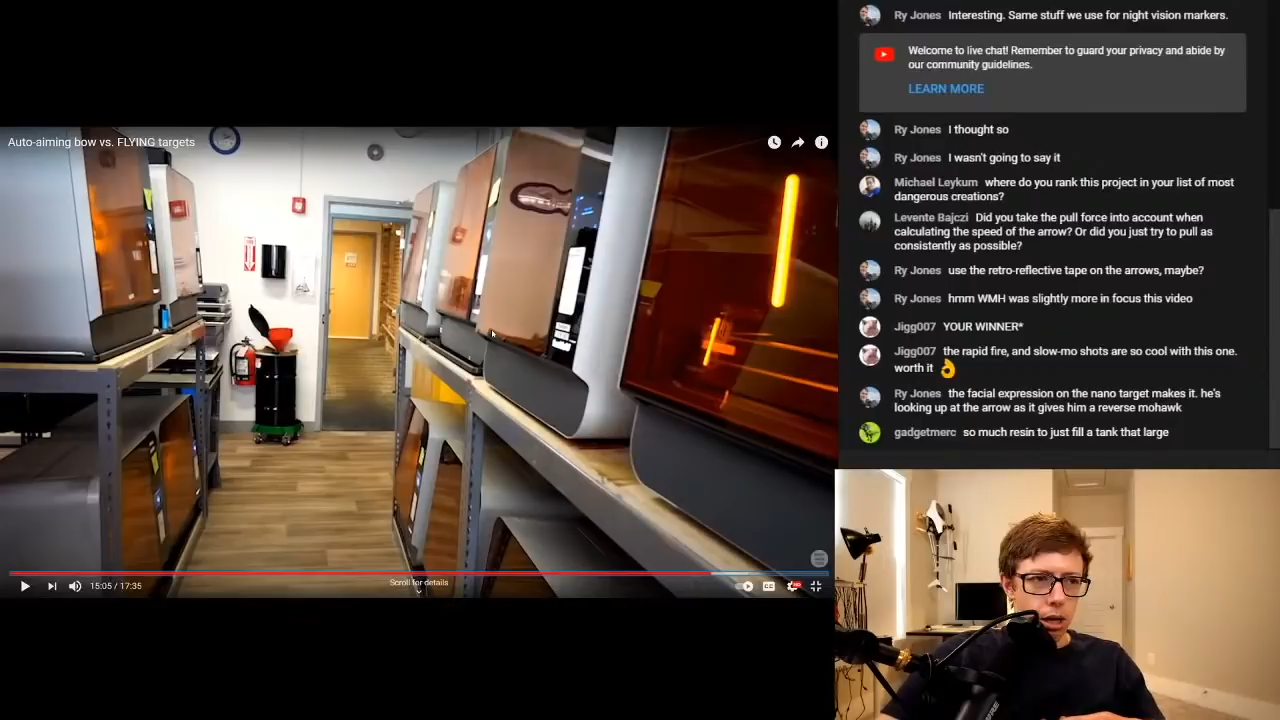 Auto-aiming bow vs. FLYING targets
15:05 / 17:35
Scroll for details
Ry Jones Interesting. Same stuff we use for night vision markers.
Welcome to live chat! Remember to guard your privacy and abide by
our community guidelines.
LEARN MORE
Ry Jones I thought so
Ry Jones I wasn't going to say it
Michael Leykum where do you rank this project in your list of most
dangerous creations?
Levente Bajczi Did you take the pull force into account when
calculating the speed of the arrow? Or did you just try to pull as
consistently as possible?
Ry Jones use the retro-reflective tape on the arrows, maybe?
Ry Jones hmm WMH was slightly more in focus this video
Jigg007 YOUR WINNER*
Jigg007 the rapid fire, and slow-mo shots are so cool with this one.
worth it
Ry Jones the facial expression on the nano target makes it. he's
looking up at the arrow as it gives him a reverse mohawk
gadgetmerc so much resin to just fill a tank that large